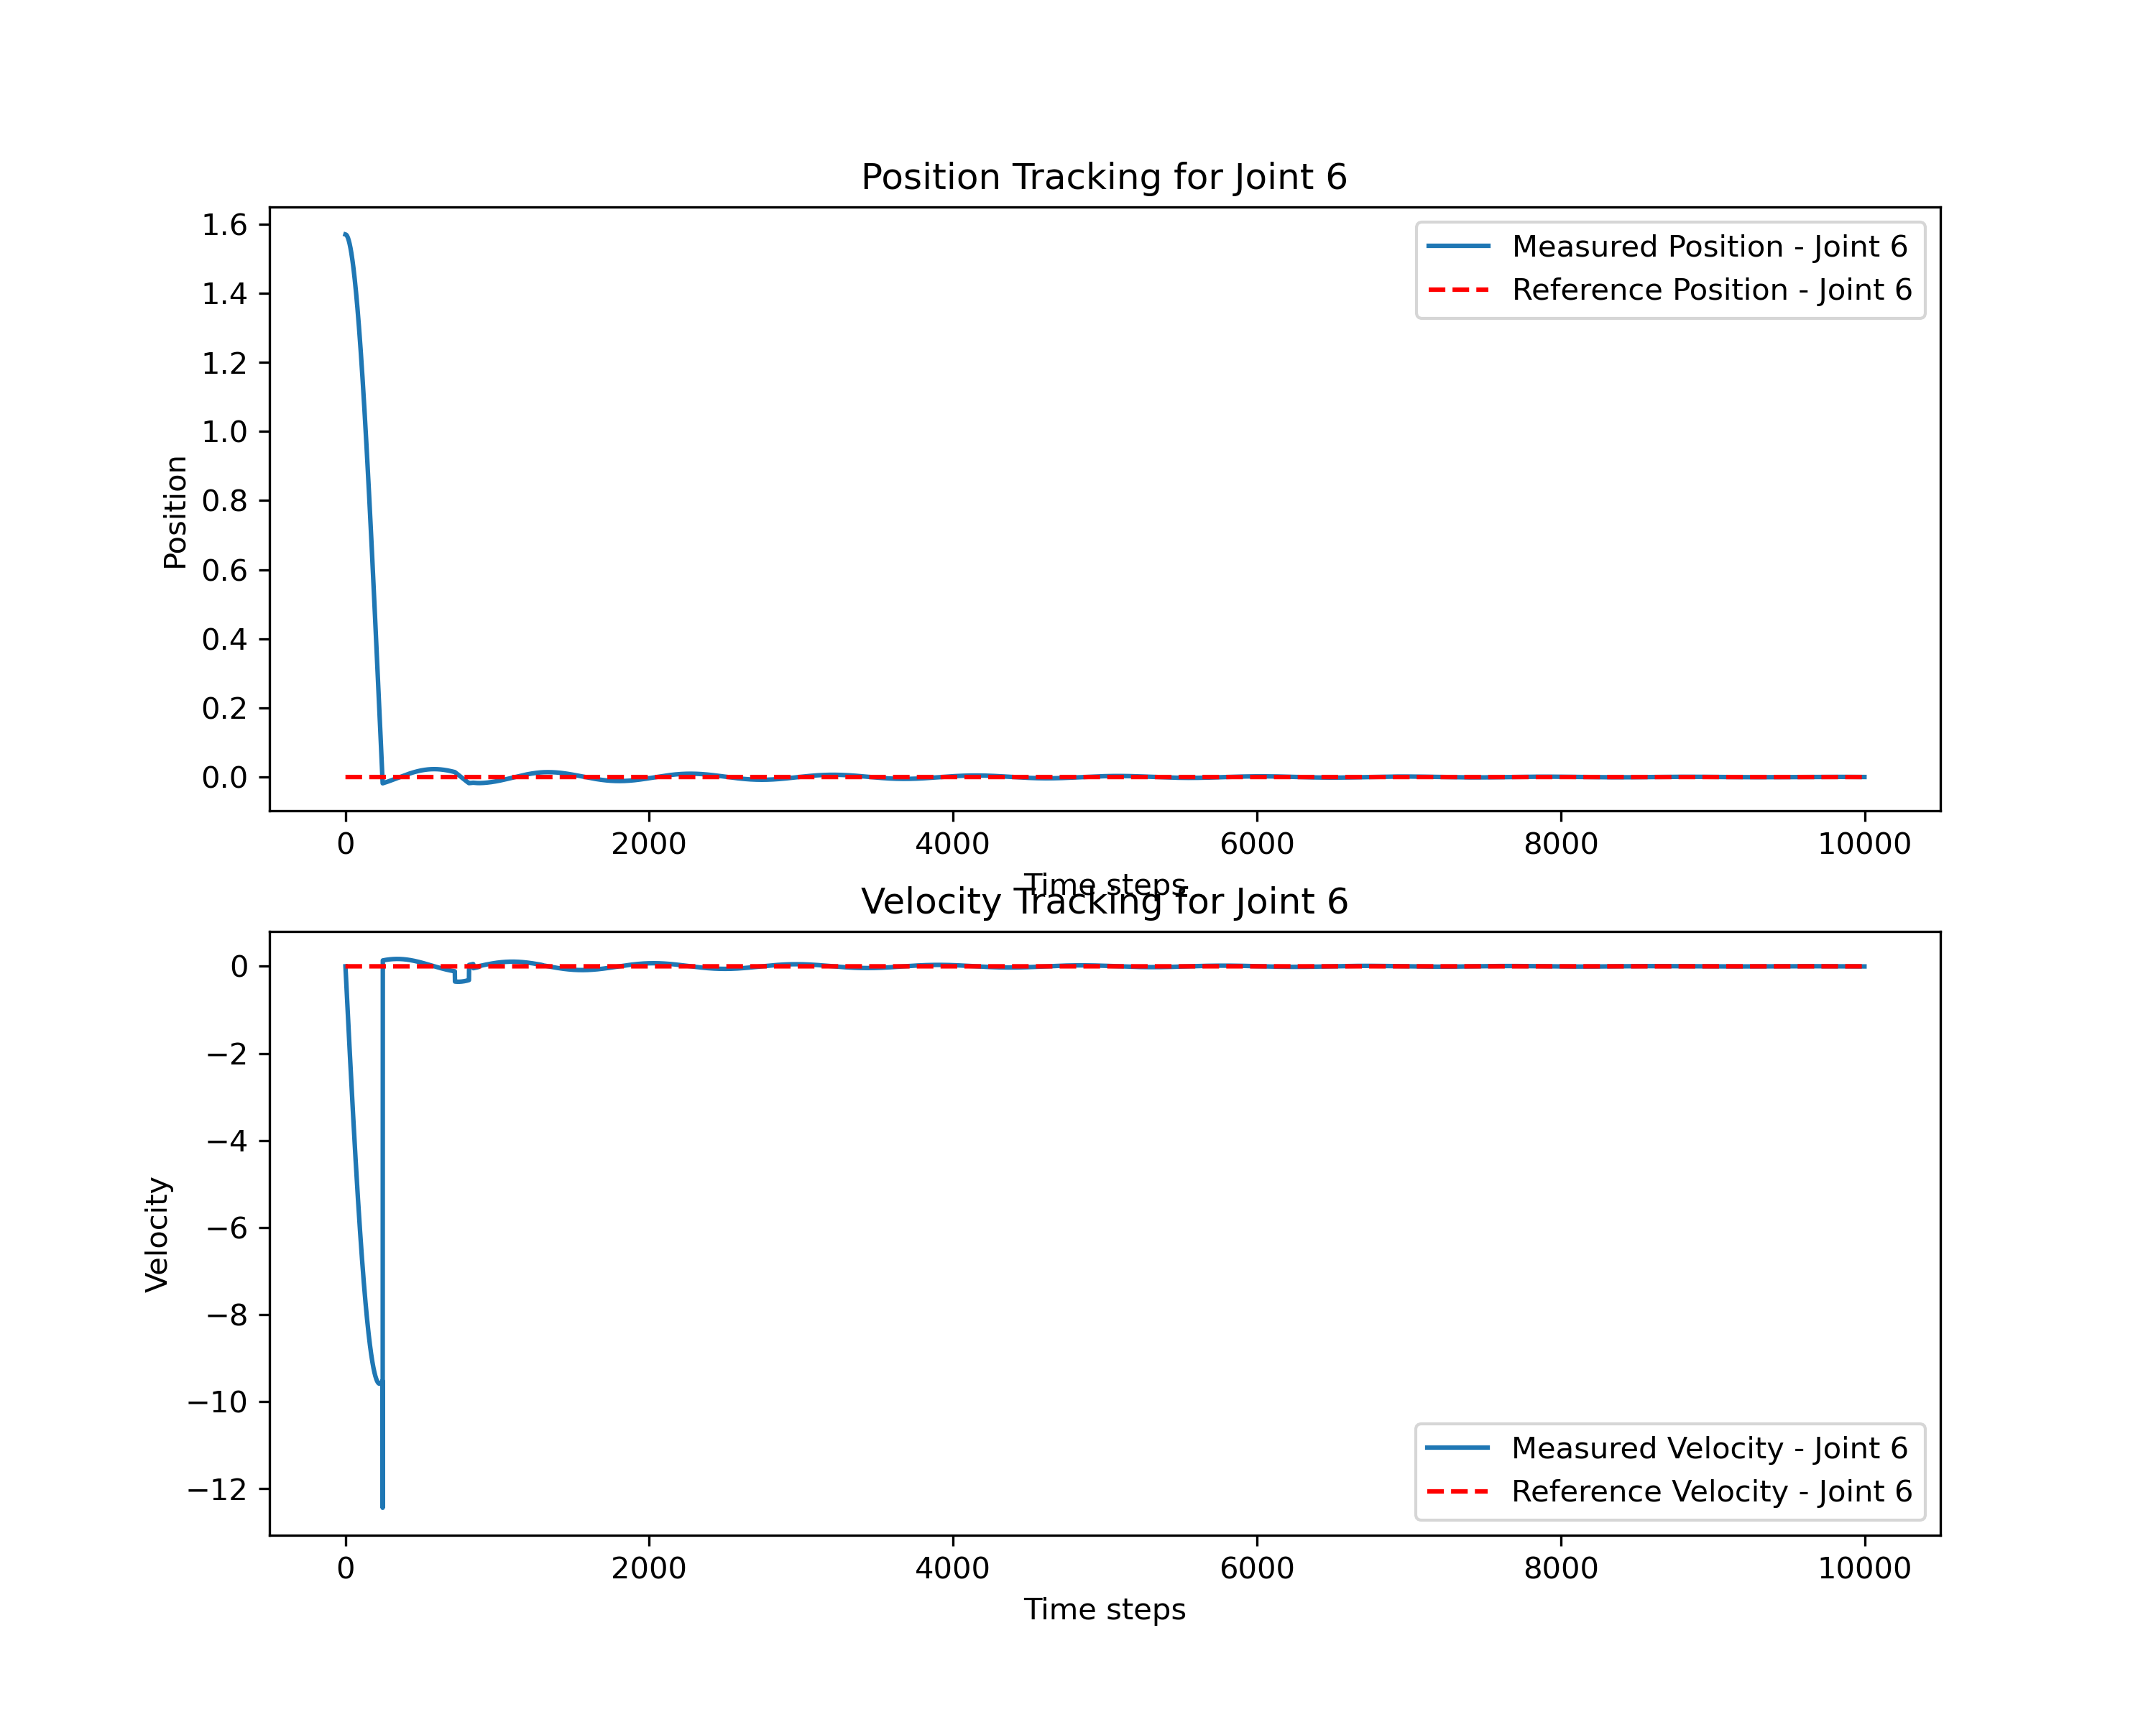 Position Tracking for Joint 6
1.6
1.4
1.2
1.0
0.8
0.6
0.4
0.2
0.0
Position
Measured Position - Joint 6
Reference Position - Joint 6
0 2000 4000 6000 8000 10000
Time steps
Velocity Tracking for Joint 6
0
−2
−4
−6
−8
−10
−12
Velocity
Measured Velocity - Joint 6
Reference Velocity - Joint 6
0 2000 4000 6000 8000 10000
Time steps